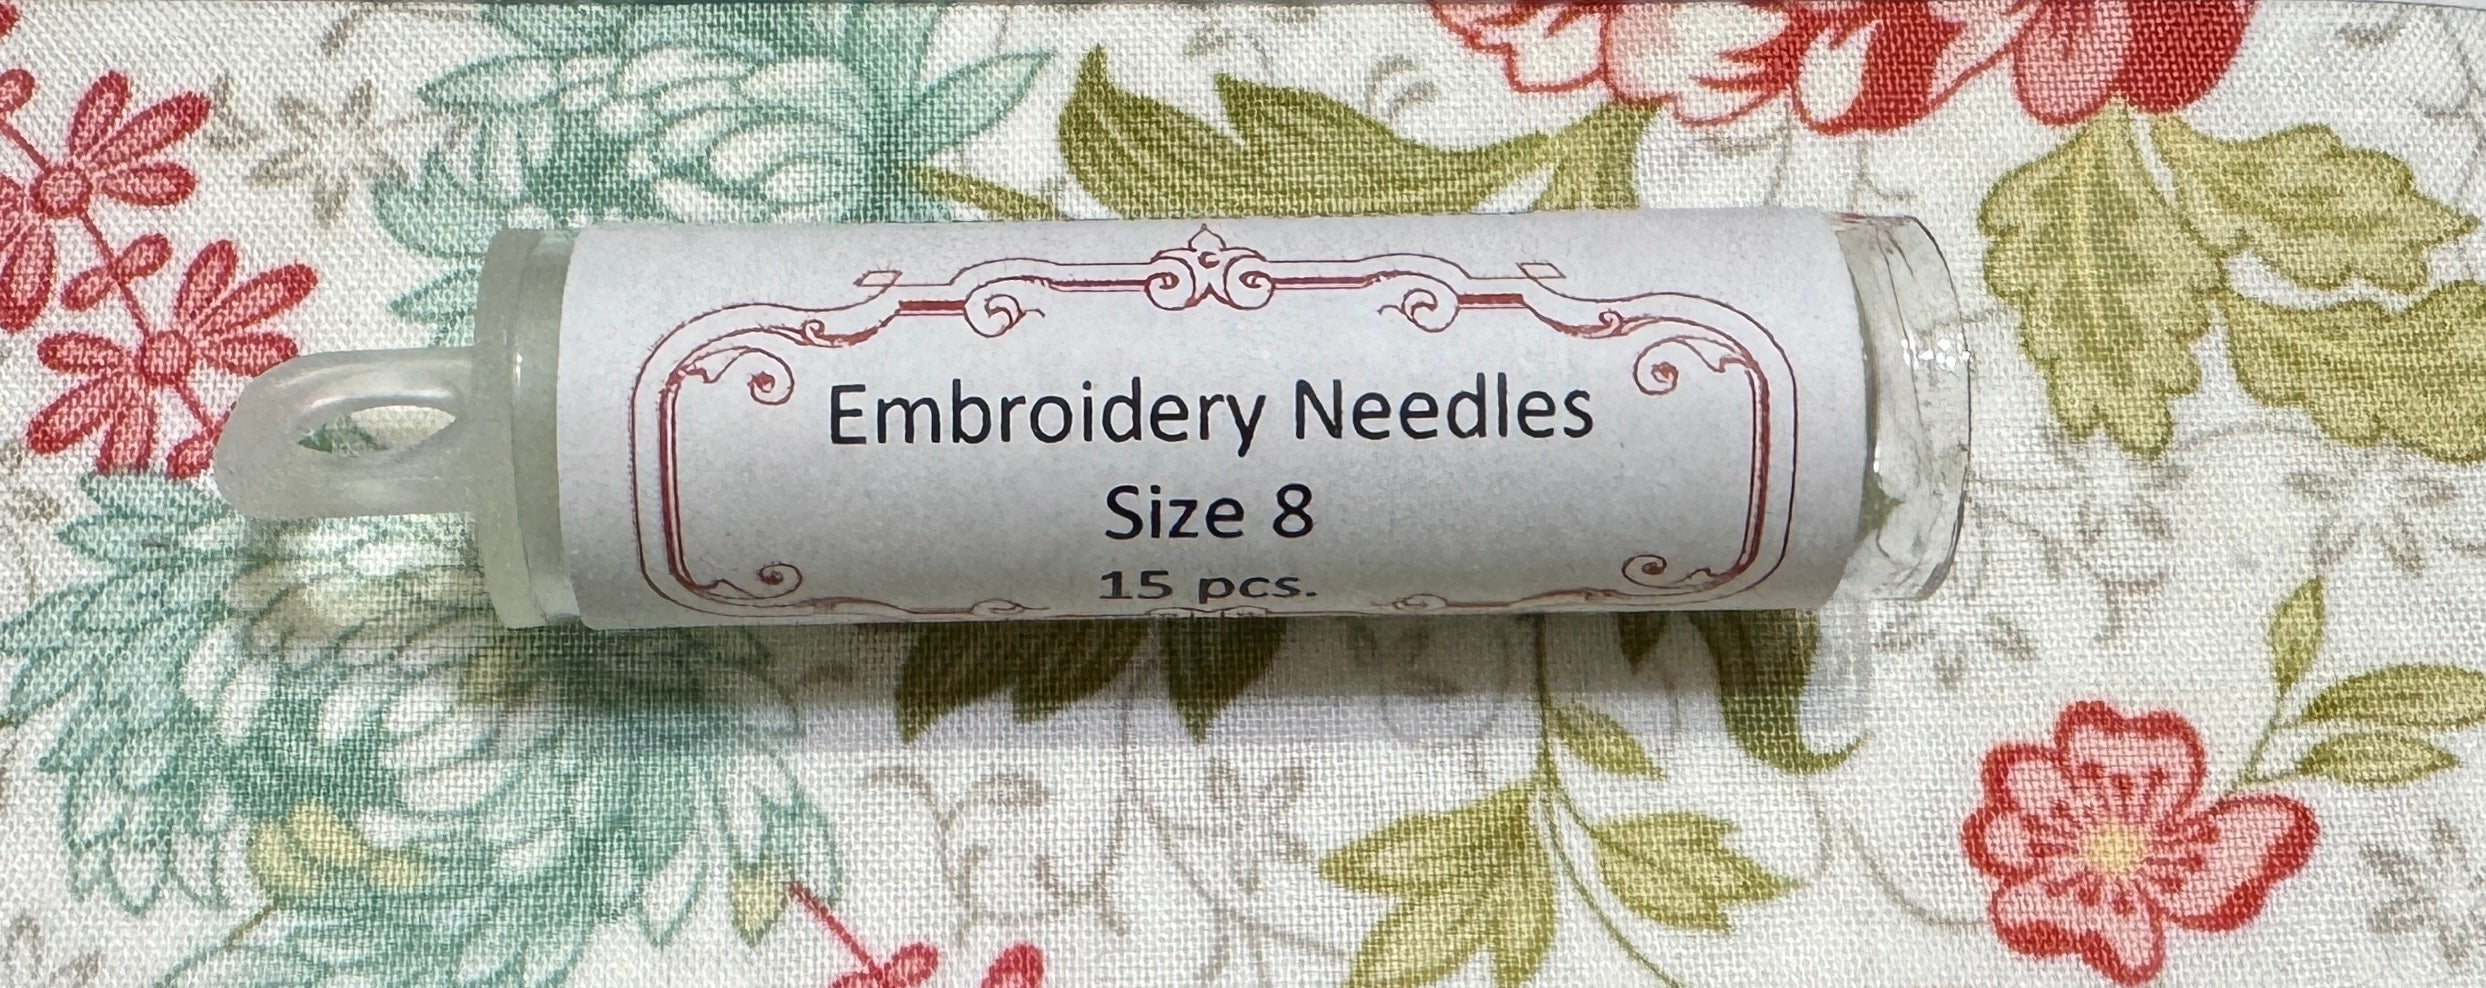 Embroidery Needles
Size 8
15 pcs.